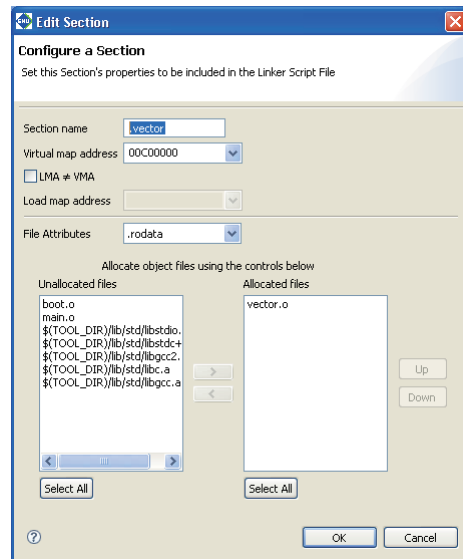 GNU Edit Section
Configure a Section
Set this Section's properties to be included in the Linker Script File
Section name .vector
Virtual map address 00C00000
LMA ≠ VMA
Load map address
File Attributes .rodata
Allocate object files using the controls below
Unallocated files Allocated files
boot.o vector.o
main.o
$(TOOL_DIR)/lib/std/libstdio.
$(TOOL_DIR)/lib/std/libstdc+
$(TOOL_DIR)/lib/std/libgcc2.
$(TOOL_DIR)/lib/std/libc.a
$(TOOL_DIR)/lib/std/libgcc.a
> Up
< Down
Select All Select All
? OK Cancel